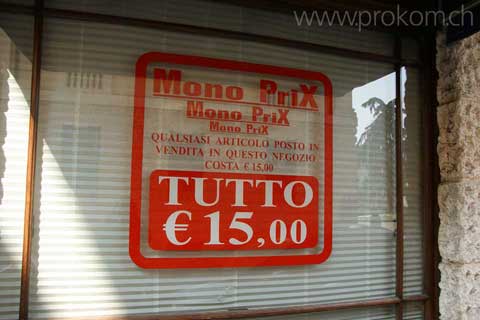 www.prokom.ch
Mono PriX
Mono PriX
Mono PriX
QUALSIASI ARTICOLO POSTO IN
VENDITA IN QUESTO NEGOZIO
COSTA € 15,00
TUTTO
€ 15,00